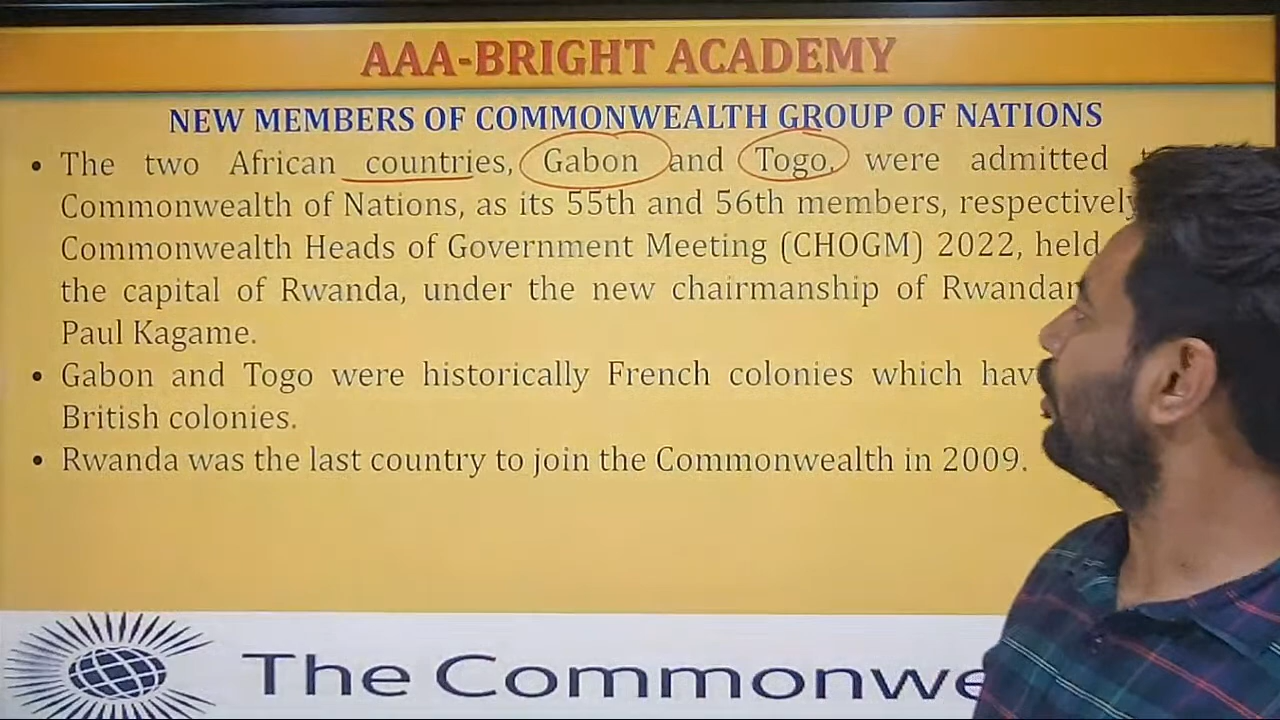 AAA-BRIGHT ACADEMY
NEW MEMBERS OF COMMONWEALTH GROUP OF NATIONS
• The two African countries, Gabon and Togo, were admitted
Commonwealth of Nations, as its 55th and 56th members, respectively
Commonwealth Heads of Government Meeting (CHOGM) 2022, held
the capital of Rwanda, under the new chairmanship of
Paul Kagame.
• Gabon and Togo were historically French colonies which
British colonies.
• Rwanda was the last country to join the Commonwealth in 2009.
The